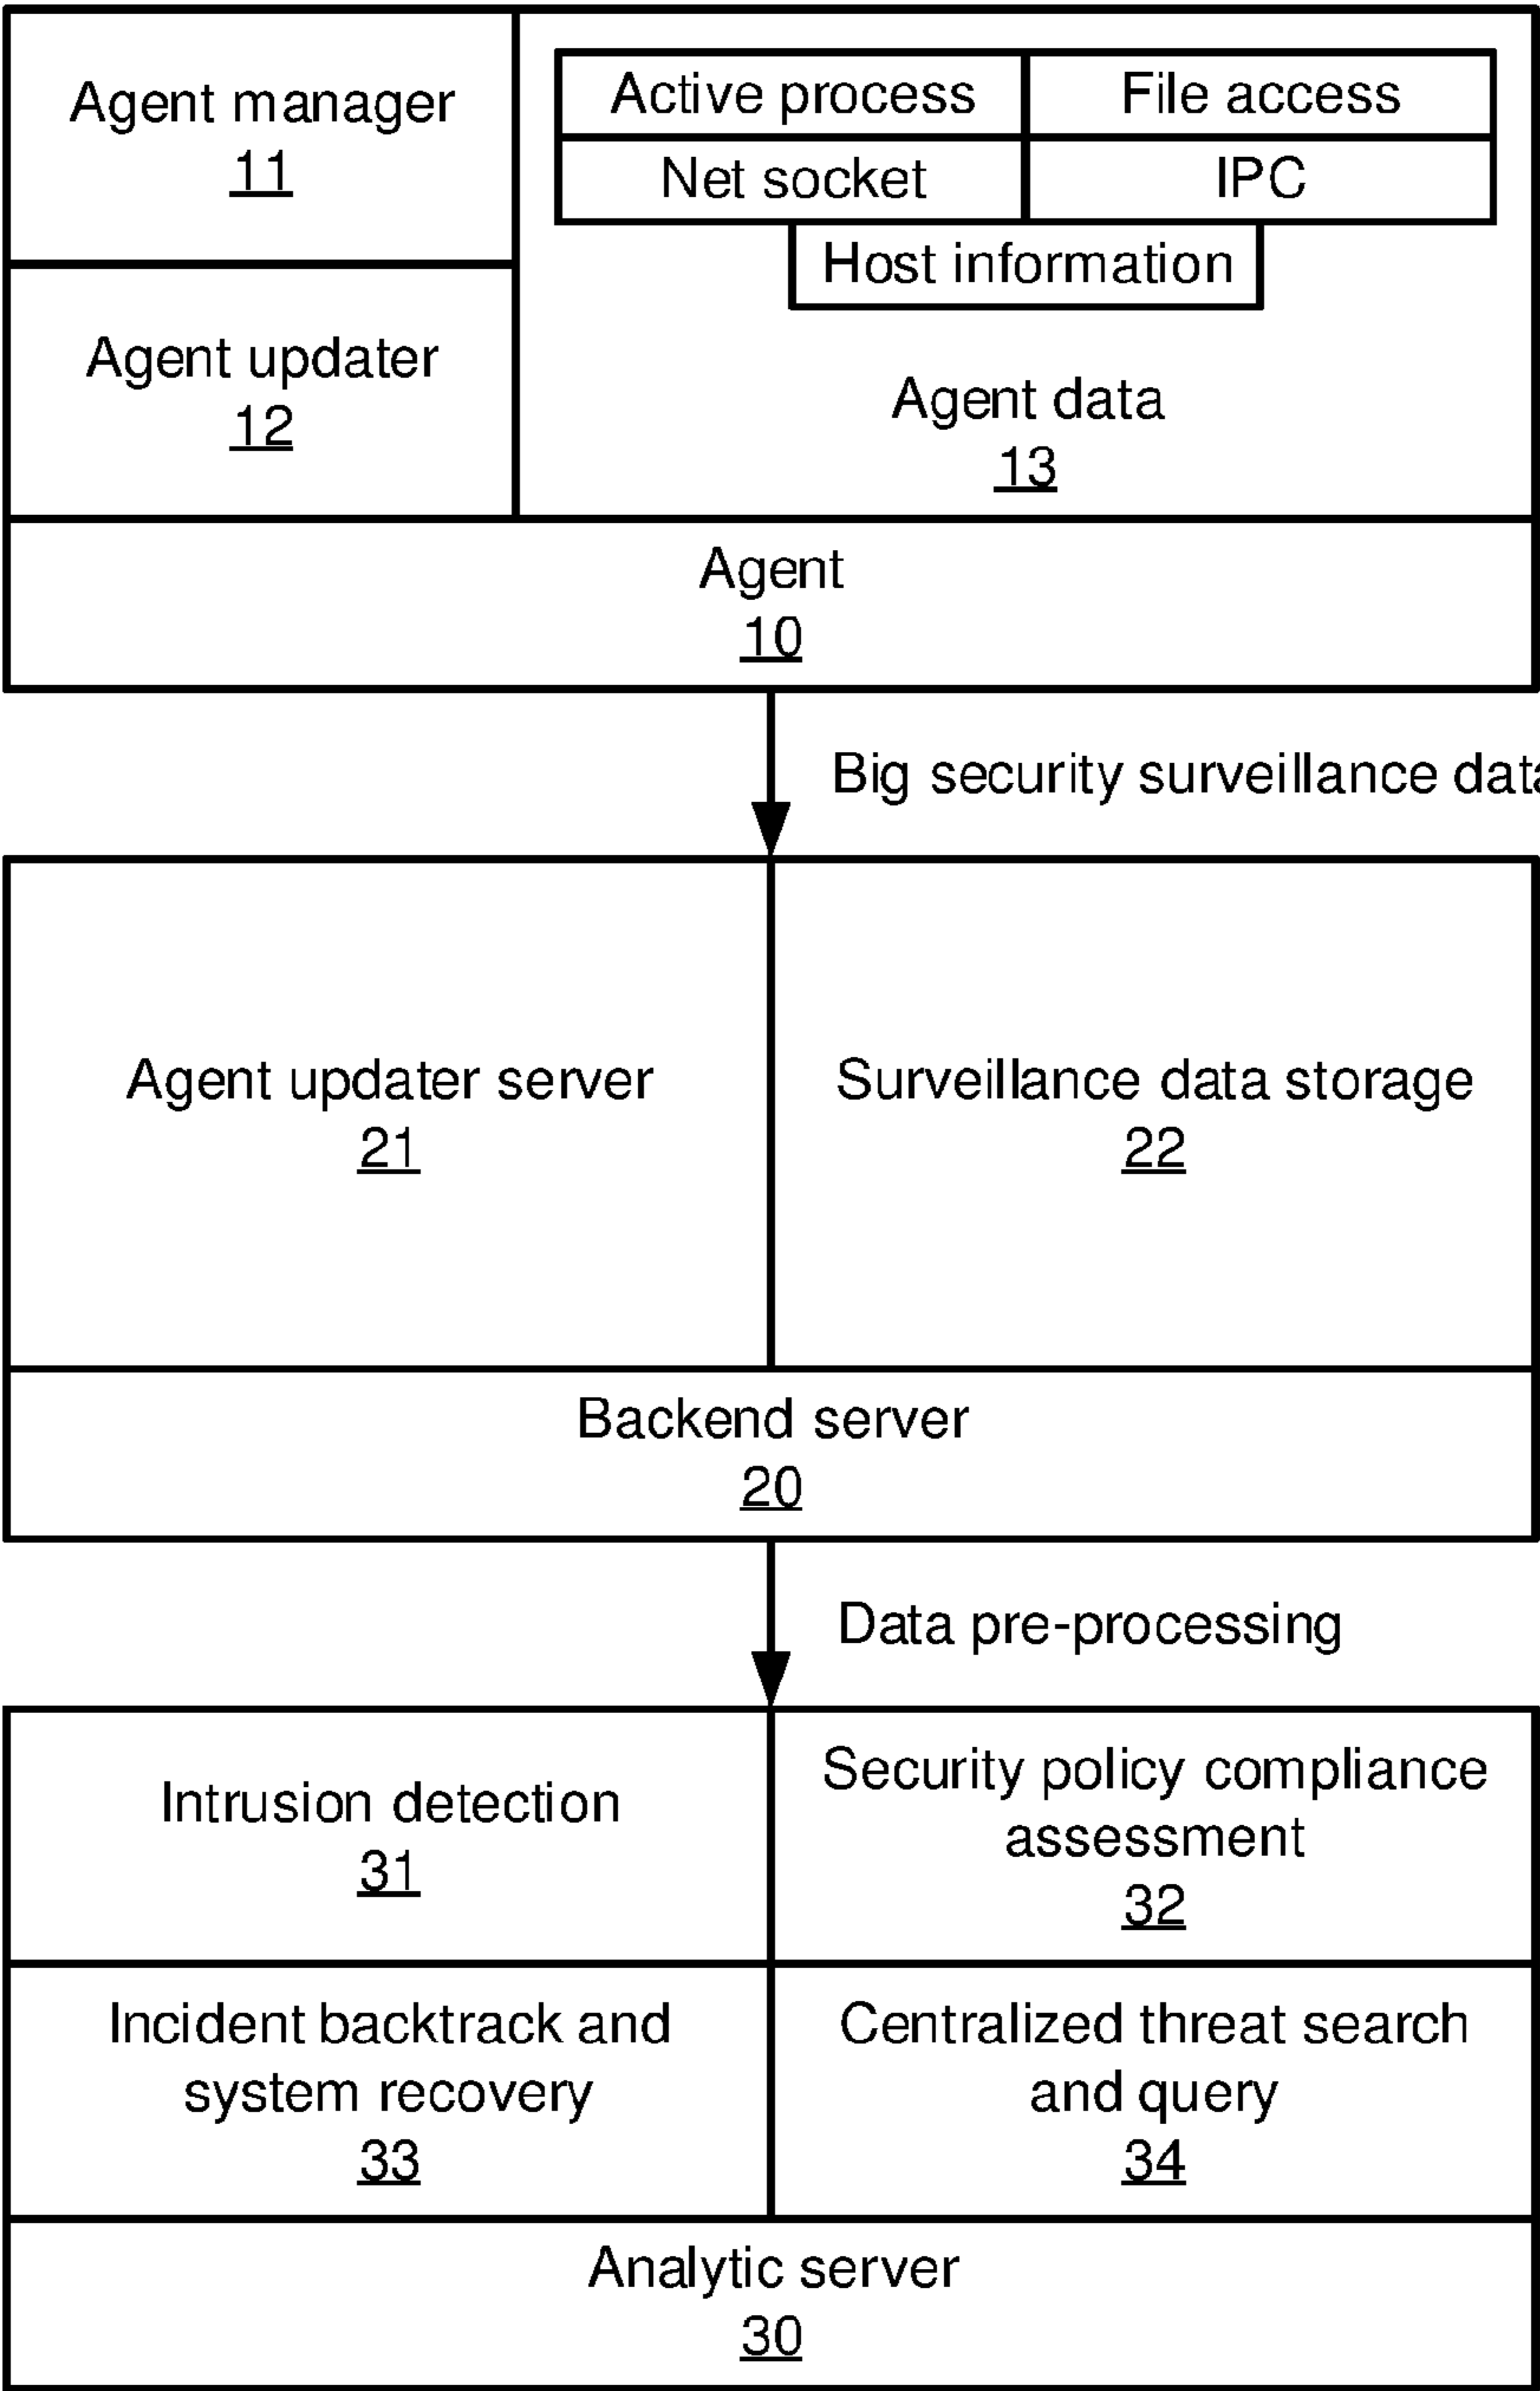 Agent manager
11
Agent updater
12
Active process
File access
Net socket
IPC
Host information
Agent data
13
Agent
10
Big security surveillance data
Agent updater server
21
Surveillance data storage
22
Backend server
20
Data pre-processing
Intrusion detection
31
Security policy compliance
assessment
32
Incident backtrack and
system recovery
33
Centralized threat search
and query
34
Analytic server
30